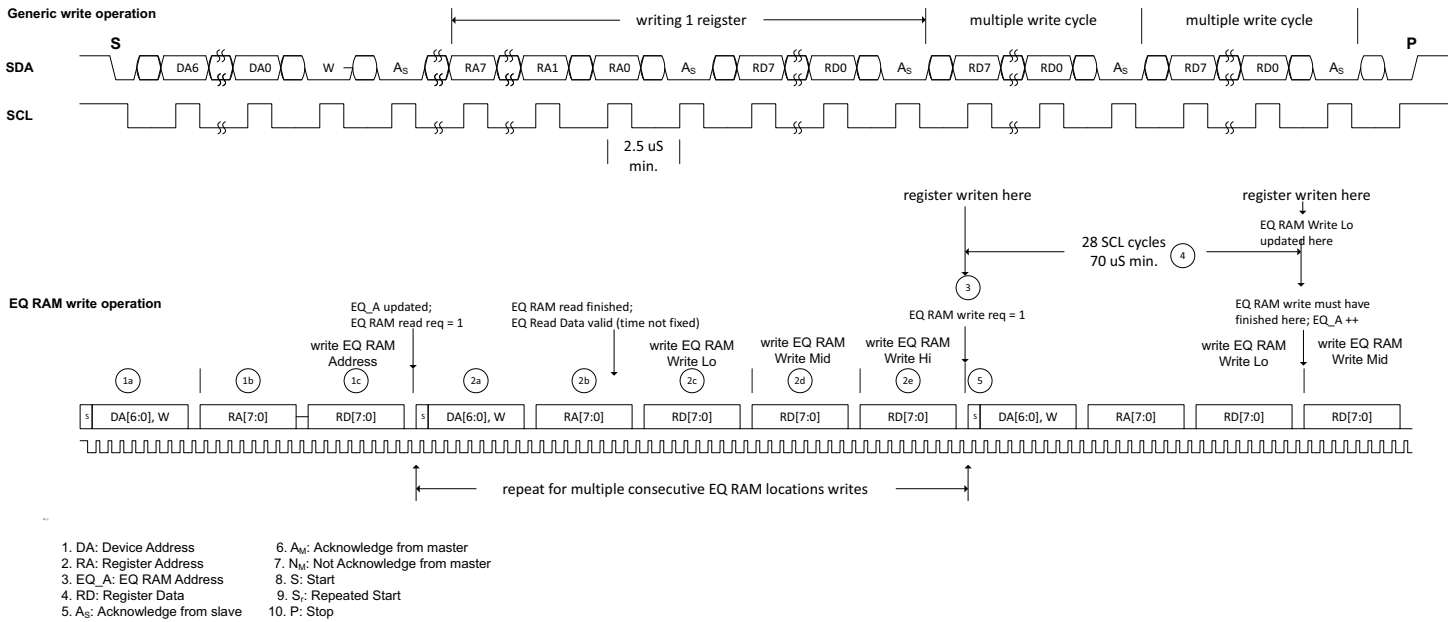 Generic write operation
writing 1 reigster
multiple write cycle
multiple write cycle
S
P
SDA
DA6
DA0
W
AS
RA7
RA1
RA0
AS
RD7
RD0
AS
RD7
RD0
AS
RD7
RD0
AS
SCL
2.5 uS
min.
register writen here
register writen here
EQ RAM Write Lo
updated here
28 SCL cycles
70 uS min.
4
3
EQ RAM write operation
EQ_A updated;
EQ RAM read req = 1
EQ RAM read finished;
EQ Read Data valid (time not fixed)
EQ RAM write req = 1
EQ RAM write must have
finished here; EQ_A ++
write EQ RAM
Address
write EQ RAM
Write Lo
write EQ RAM
Write Mid
write EQ RAM
Write Hi
write EQ RAM
Write Lo
write EQ RAM
Write Mid
1a
1b
1c
2a
2b
2c
2d
2e
5
S
DA[6:0], W
RA[7:0]
RD[7:0]
S
DA[6:0], W
RA[7:0]
RD[7:0]
RD[7:0]
RD[7:0]
S
DA[6:0], W
RA[7:0]
RD[7:0]
RD[7:0]
repeat for multiple consecutive EQ RAM locations writes
1. DA: Device Address
2. RA: Register Address
3. EQ_A: EQ RAM Address
4. RD: Register Data
5. AS: Acknowledge from slave
6. AM: Acknowledge from master
7. NM: Not Acknowledge from master
8. S: Start
9. Sr: Repeated Start
10. P: Stop